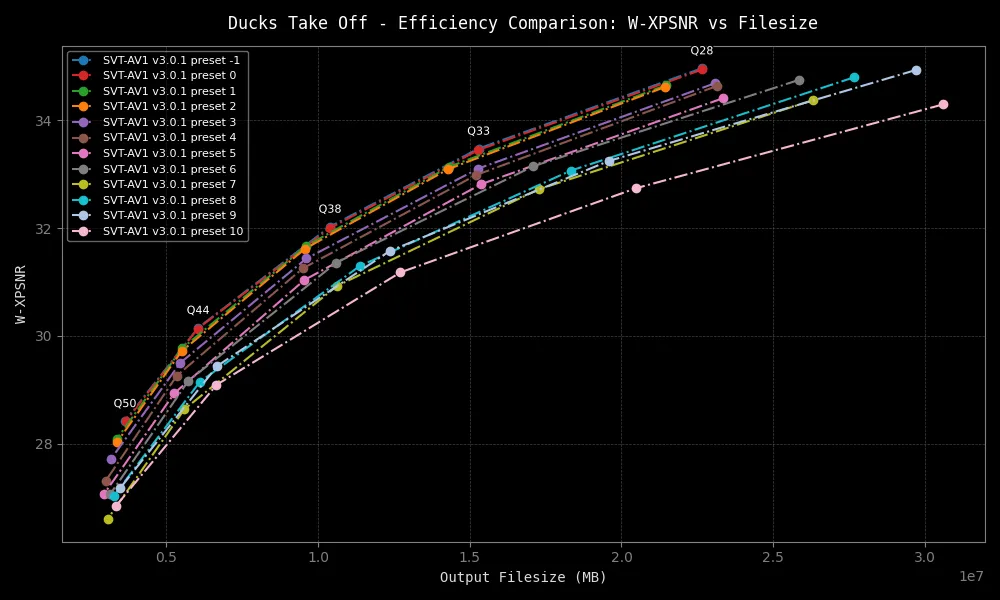 Ducks Take Off - Efficiency Comparison: W-XPSNR vs Filesize
SVT-AV1 v3.0.1 preset -1
SVT-AV1 v3.0.1 preset 0
SVT-AV1 v3.0.1 preset 1
SVT-AV1 v3.0.1 preset 2
SVT-AV1 v3.0.1 preset 3
SVT-AV1 v3.0.1 preset 4
SVT-AV1 v3.0.1 preset 5
SVT-AV1 v3.0.1 preset 6
SVT-AV1 v3.0.1 preset 7
SVT-AV1 v3.0.1 preset 8
SVT-AV1 v3.0.1 preset 9
SVT-AV1 v3.0.1 preset 10
Q28
Q33
Q38
Q44
Q50
W-XPSNR
34
32
30
28
0.5 1.0 1.5 2.0 2.5 3.0
1e7
Output Filesize (MB)